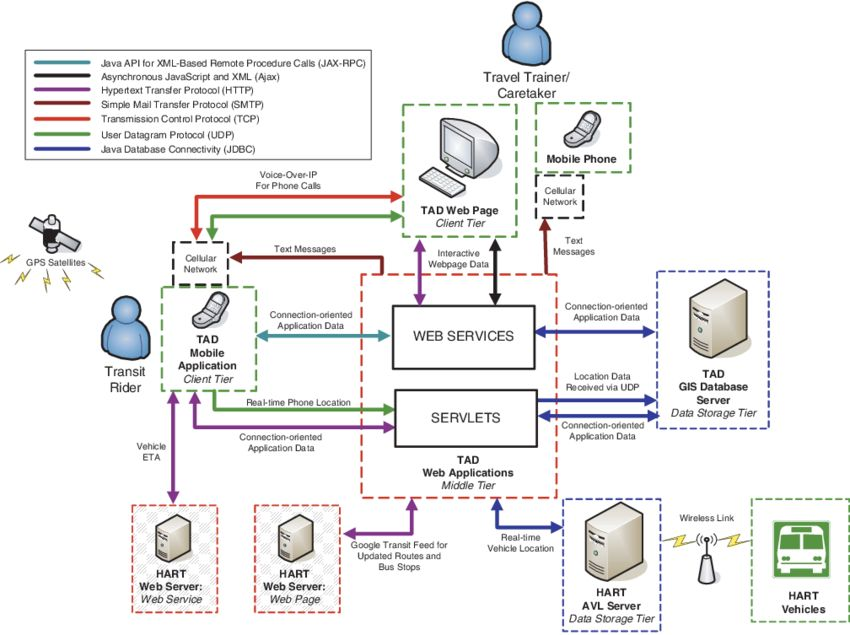 Travel Trainer/
Caretaker
Java API for XML-Based Remote Procedure Calls (JAX-RPC)
Asynchronous JavaScript and XML (Ajax)
Hypertext Transfer Protocol (HTTP)
Simple Mail Transfer Protocol (SMTP)
Transmission Control Protocol (TCP)
User Datagram Protocol (UDP)
Java Database Connectivity (JDBC)
Mobile Phone
Voice-Over-IP
For Phone Calls
TAD Web Page
Client Tier
Cellular
Network
GPS Satellites
Cellular
Network
Text Messages
Interactive
Webpage Data
Text
Messages
Transit
Rider
TAD
Mobile
Application
Client Tier
Connection-oriented
Application Data
WEB SERVICES
Connection-oriented
Application Data
TAD
GIS Database
Server
Data Storage Tier
Location Data
Received via UDP
Real-time Phone Location
SERVLETS
Connection-oriented
Application Data
Connection-oriented
Application Data
Vehicle
ETA
TAD
Web Applications
Middle Tier
HART
Web Server:
Web Service
HART
Web Server:
Web Page
Google Transit Feed for
Updated Routes and
Bus Stops
Real-time
Vehicle Location
HART
AVL Server
Data Storage Tier
Wireless Link
HART
Vehicles